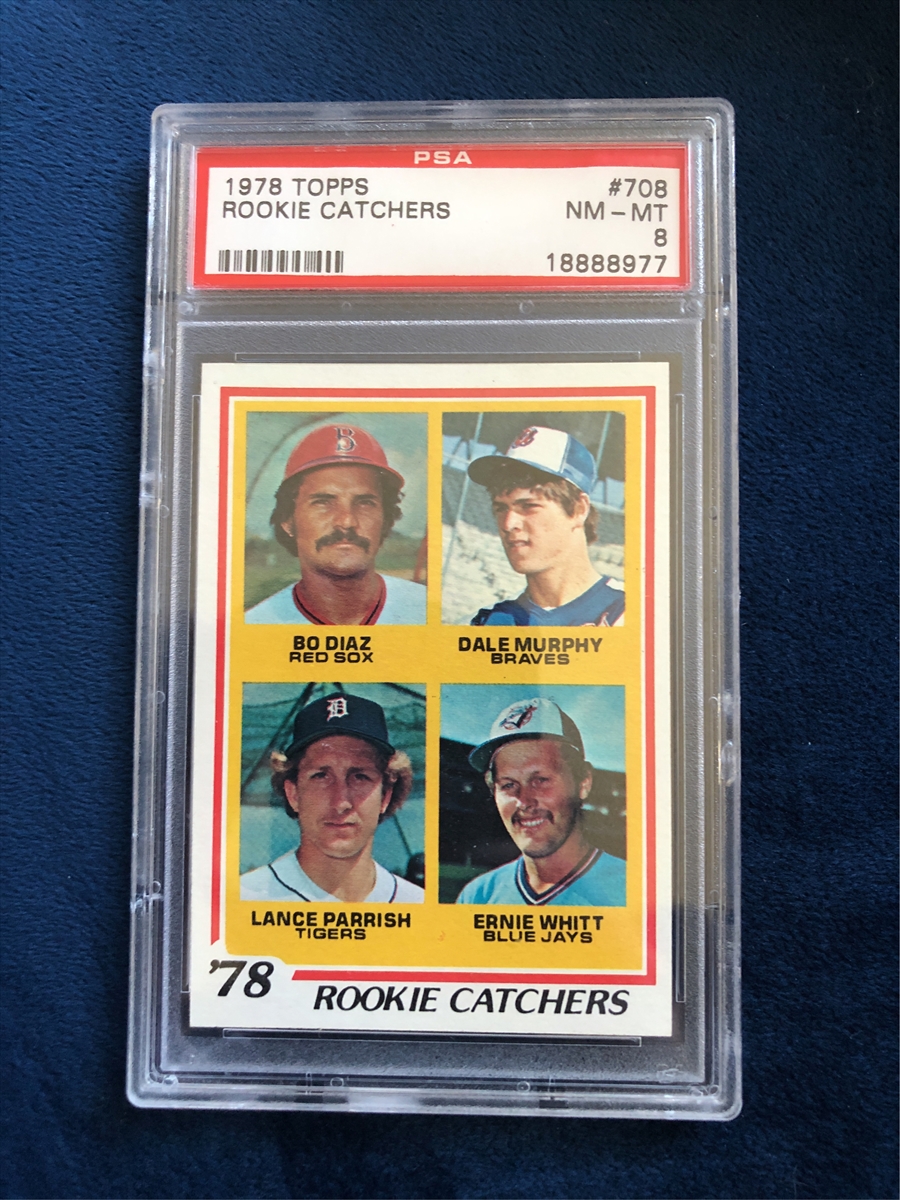 PSA
1978 TOPPS #708
ROOKIE CATCHERS NM - MT
8
18888977
B
D
BO DIAZ
RED SOX
DALE MURPHY
BRAVES
LANCE PARRISH
TIGERS
ERNIE WHITT
BLUE JAYS
'78
ROOKIE CATCHERS